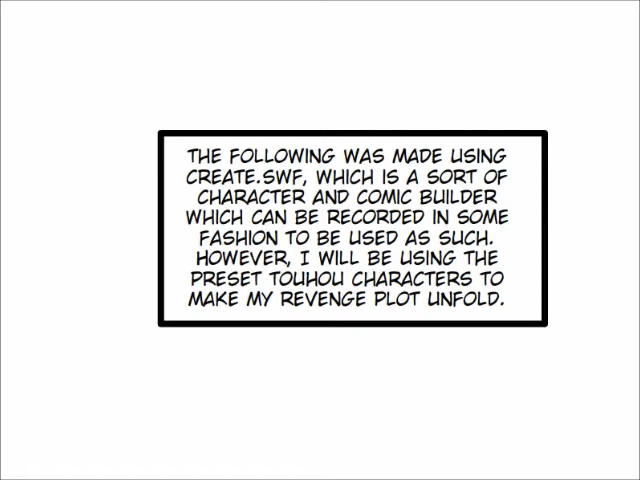 THE FOLLOWING WAS MADE USING
CREATE.SWF, WHICH IS A SORT OF
CHARACTER AND COMIC BUILDER
WHICH CAN BE RECORDED IN SOME
FASHION TO BE USED AS SUCH.
HOWEVER, I WILL BE USING THE
PRESET TOUHOU CHARACTERS TO
MAKE MY REVENGE PLOT UNFOLD.